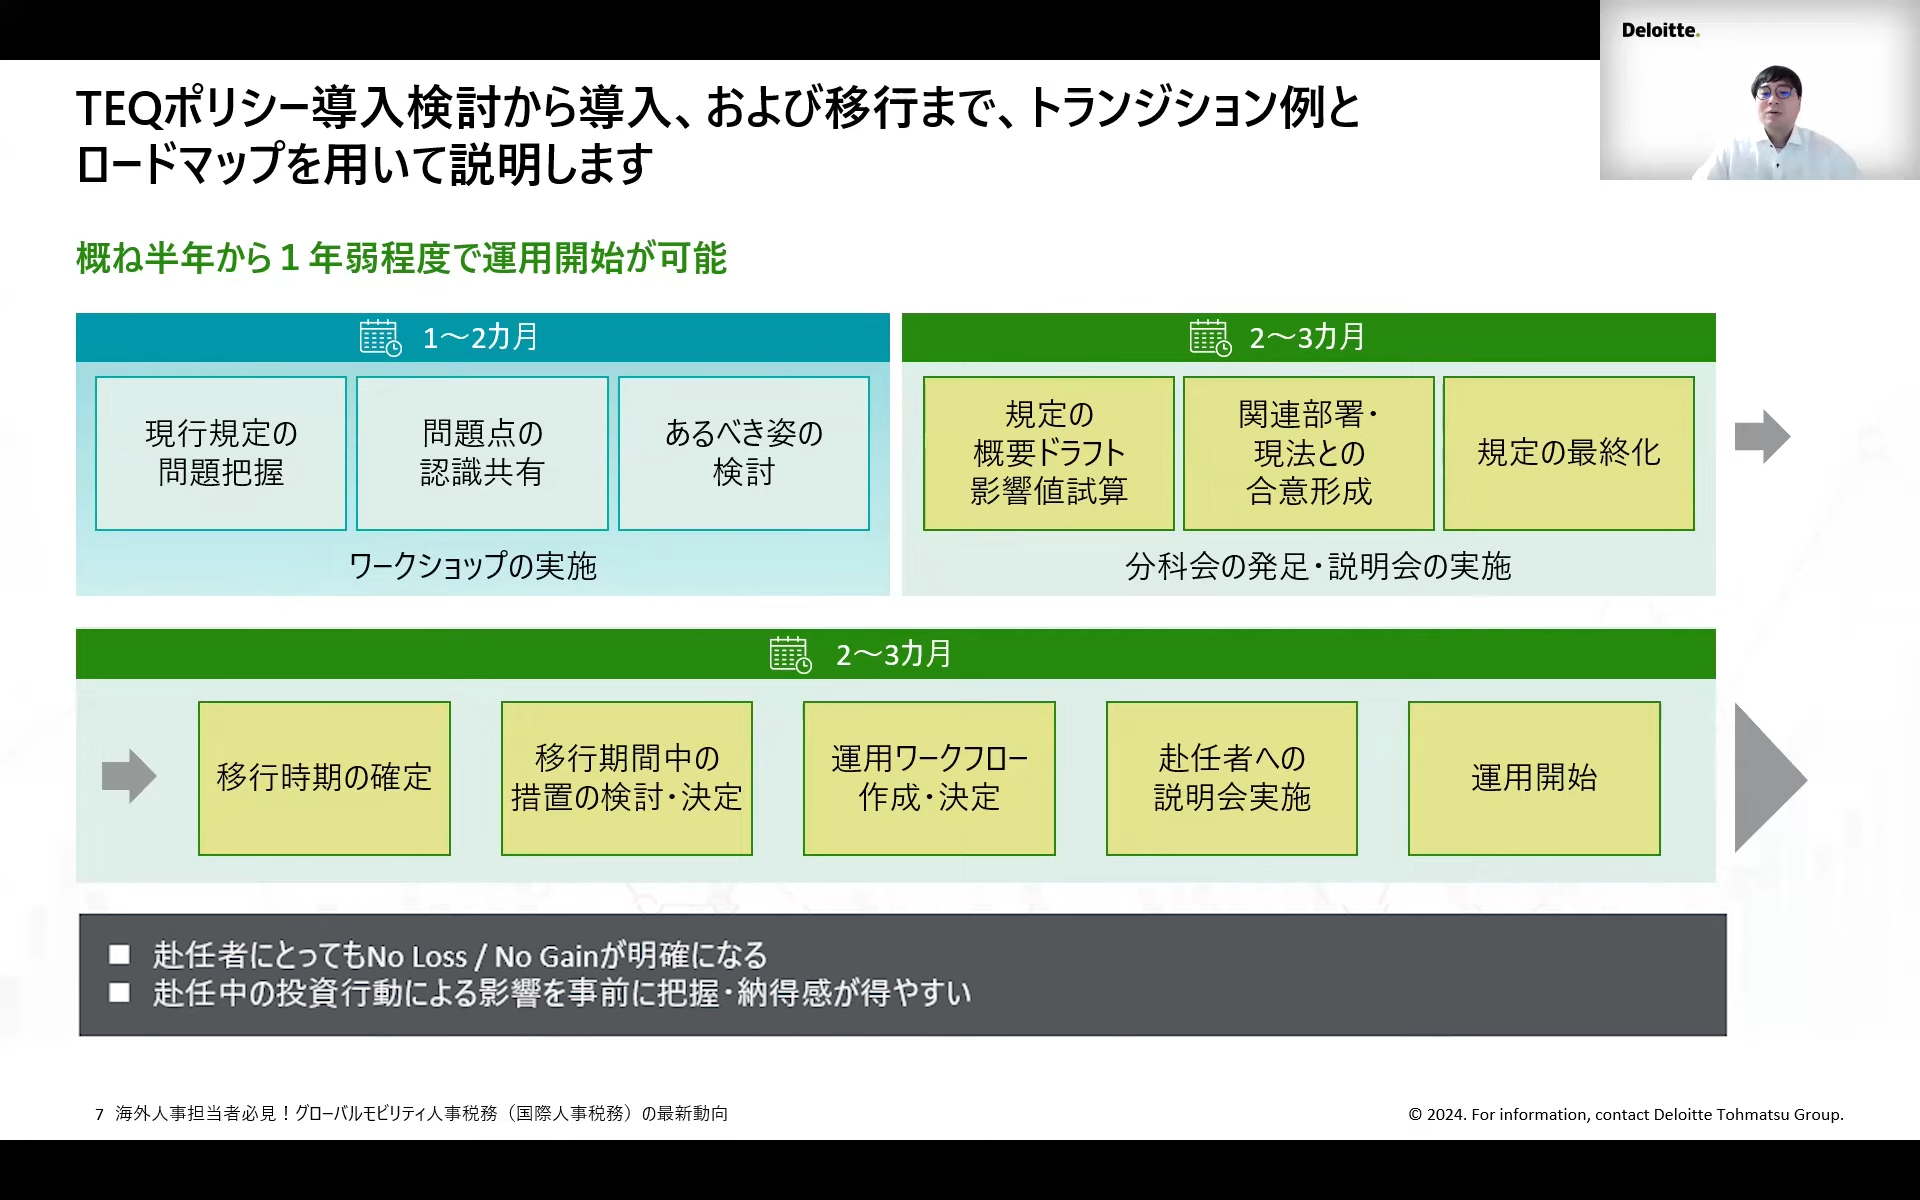 Deloitte.
TEQポリシー導入検討から導入、および移行まで、トランジション例と
ロードマップを用いて説明します
概ね半年から１年弱程度で運用開始が可能
1～2カ月
2～3カ月
現行規定の
問題把握
問題点の
認識共有
あるべき姿の
検討
規定の
概要ドラフト
影響値試算
関連部署・
現法との
合意形成
規定の最終化
ワークショップの実施
分科会の発足・説明会の実施
2～3カ月
移行時期の確定
移行期間中の
措置の検討・決定
運用ワークフロー
作成・決定
赴任者への
説明会実施
運用開始
■ 赴任者にとってもNo Loss / No Gainが明確になる
■ 赴任中の投資行動による影響を事前に把握・納得感が得やすい
7 海外人事担当者必見！グローバルモビリティ人事税務（国際人事税務）の最新動向
© 2024. For information, contact Deloitte Tohmatsu Group.